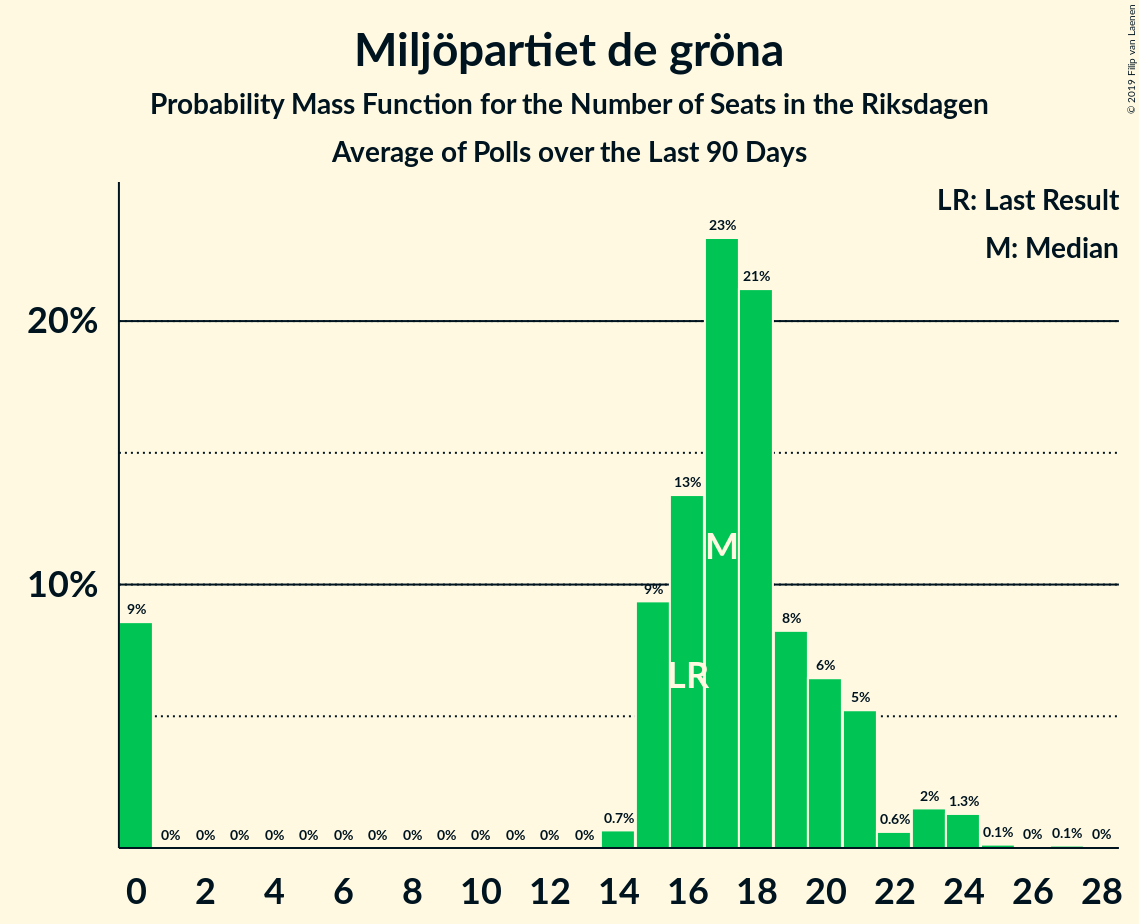 Miljöpartiet de gröna
Probability Mass Function for the Number of Seats in the Riksdagen
Average of Polls over the Last 90 Days
© 2019 Filip van Laenen
LR: Last Result
M: Median
20%
10%
9% 0% 0% 0% 0% 0% 0% 0% 0% 0% 0% 0% 0% 0% 0.7% 9% 13% 23% 21% 8% 6% 5% 0.6% 2% 1.3% 0.1% 0% 0.1% 0%
M
LR
0 2 4 6 8 10 12 14 16 18 20 22 24 26 28